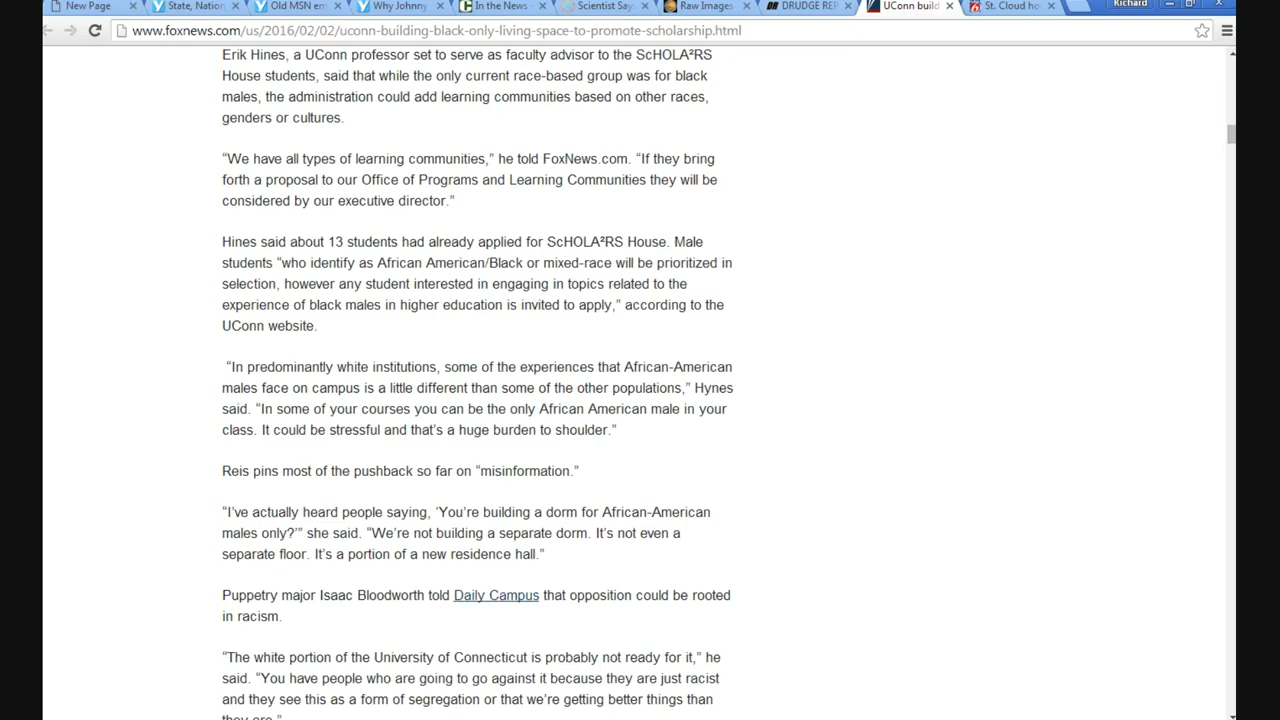 New Page
State, Nation
Old MSN em
Why Johnny
In the News
Scientist Say
Raw Images
DRUDGE REP
UConn build
St. Cloud ho
Richard
www.foxnews.com/us/2016/02/02/uconn-building-black-only-living-space-to-promote-scholarship.html
Erik Hines, a UConn professor set to serve as faculty advisor to the ScHOLA²RS
House students, said that while the only current race-based group was for black
males, the administration could add learning communities based on other races,
genders or cultures.
“We have all types of learning communities,” he told FoxNews.com. “If they bring
forth a proposal to our Office of Programs and Learning Communities they will be
considered by our executive director.”
Hines said about 13 students had already applied for ScHOLA²RS House. Male
students “who identify as African American/Black or mixed-race will be prioritized in
selection, however any student interested in engaging in topics related to the
experience of black males in higher education is invited to apply,” according to the
UConn website.
“In predominantly white institutions, some of the experiences that African-American
males face on campus is a little different than some of the other populations,” Hynes
said. “In some of your courses you can be the only African American male in your
class. It could be stressful and that’s a huge burden to shoulder.”
Reis pins most of the pushback so far on “misinformation.”
“I’ve actually heard people saying, ‘You’re building a dorm for African-American
males only?’” she said. “We’re not building a separate dorm. It’s not even a
separate floor. It’s a portion of a new residence hall.”
Puppetry major Isaac Bloodworth told Daily Campus that opposition could be rooted
in racism.
“The white portion of the University of Connecticut is probably not ready for it,” he
said. “You have people who are going to go against it because they are just racist
and they see this as a form of segregation or that we’re getting better things than
they are.”